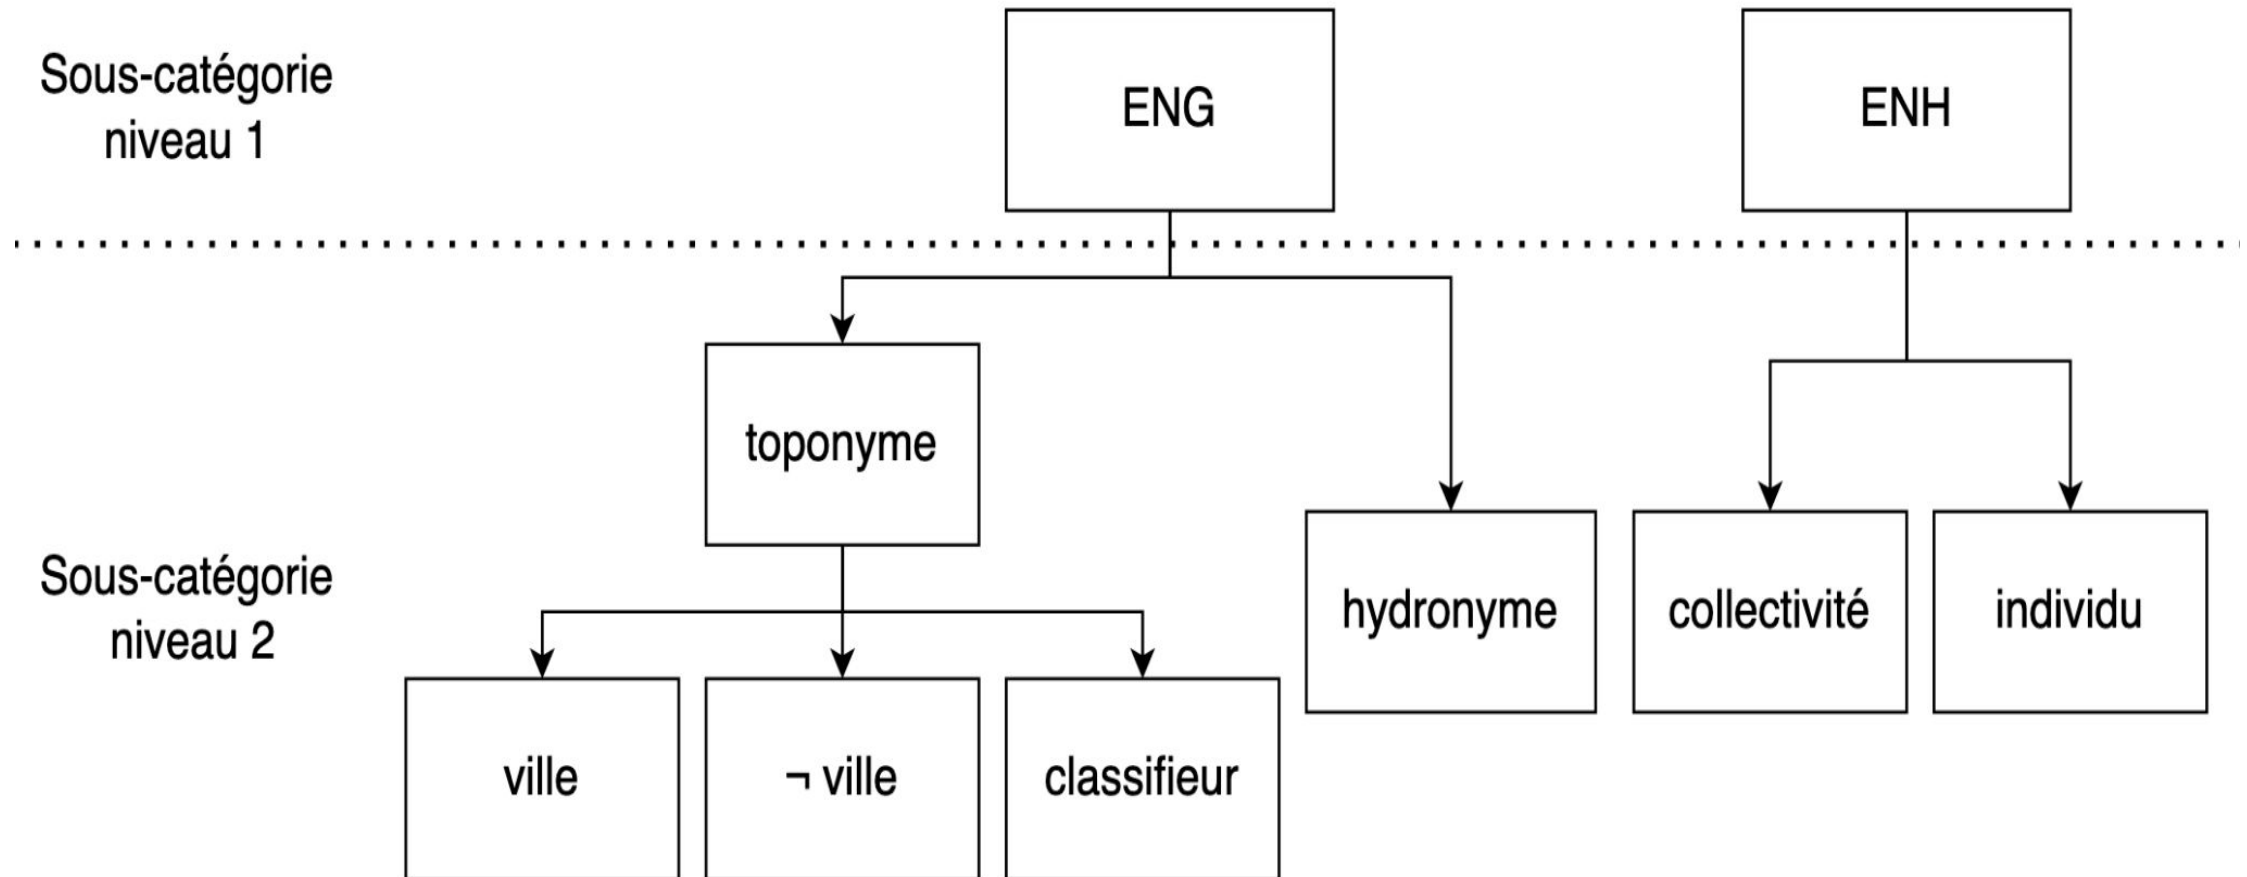 Sous-catégorie
niveau 1
ENG
ENH
toponyme
Sous-catégorie
niveau 2
hydronyme
collectivité
individu
ville
¬ ville
classifieur